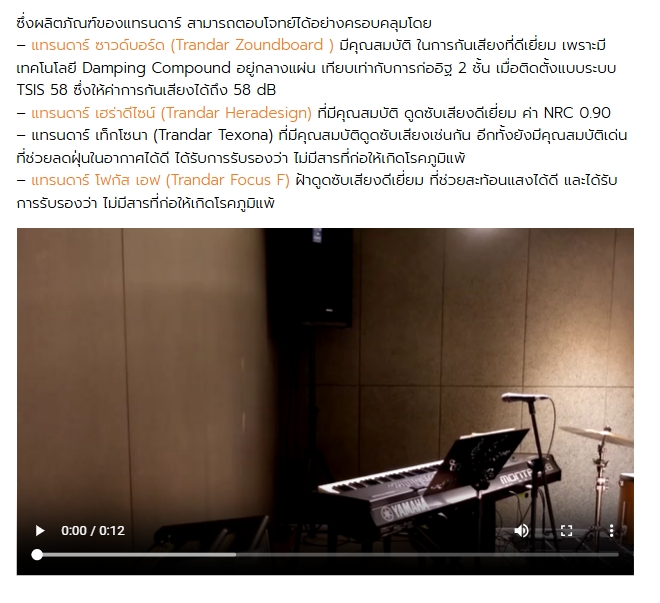 ซึ่งผลิตภัณฑ์ของแทรนดาร์ สามารถตอบโจทย์ได้อย่างครอบคลุมโดย
– แทรนดาร์ ซาวด์บอร์ด (Trandar Zoundboard ) มีคุณสมบัติ ในการกันเสียงที่ดีเยี่ยม เพราะมี
เทคโนโลยี Damping Compound อยู่กลางแผ่น เทียบเท่ากับการก่ออิฐ 2 ชั้น เมื่อติดตั้งแบบระบบ
TSIS 58 ซึ่งให้ค่าการกันเสียงได้ถึง 58 dB
– แทรนดาร์ เฮร่าดีไซน์ (Trandar Heradesign) ที่มีคุณสมบัติ ดูดซับเสียงดีเยี่ยม ค่า NRC 0.90
– แทรนดาร์ เท็กโซนา (Trandar Texona) ที่มีคุณสมบัติดูดซับเสียงเช่นกัน อีกทั้งยังมีคุณสมบัติเด่น
ที่ช่วยลดฝุ่นในอากาศได้ดี ได้รับการรับรองว่า ไม่มีสารที่ก่อให้เกิดโรคภูมิแพ้
– แทรนดาร์ โฟกัส เอฟ (Trandar Focus F) ฝ้าดูดซับเสียงดีเยี่ยม ที่ช่วยสะท้อนแสงได้ดี และได้รับ
การรับรองว่า ไม่มีสารที่ก่อให้เกิดโรคภูมิแพ้
YAMAHA
0:00 / 0:12